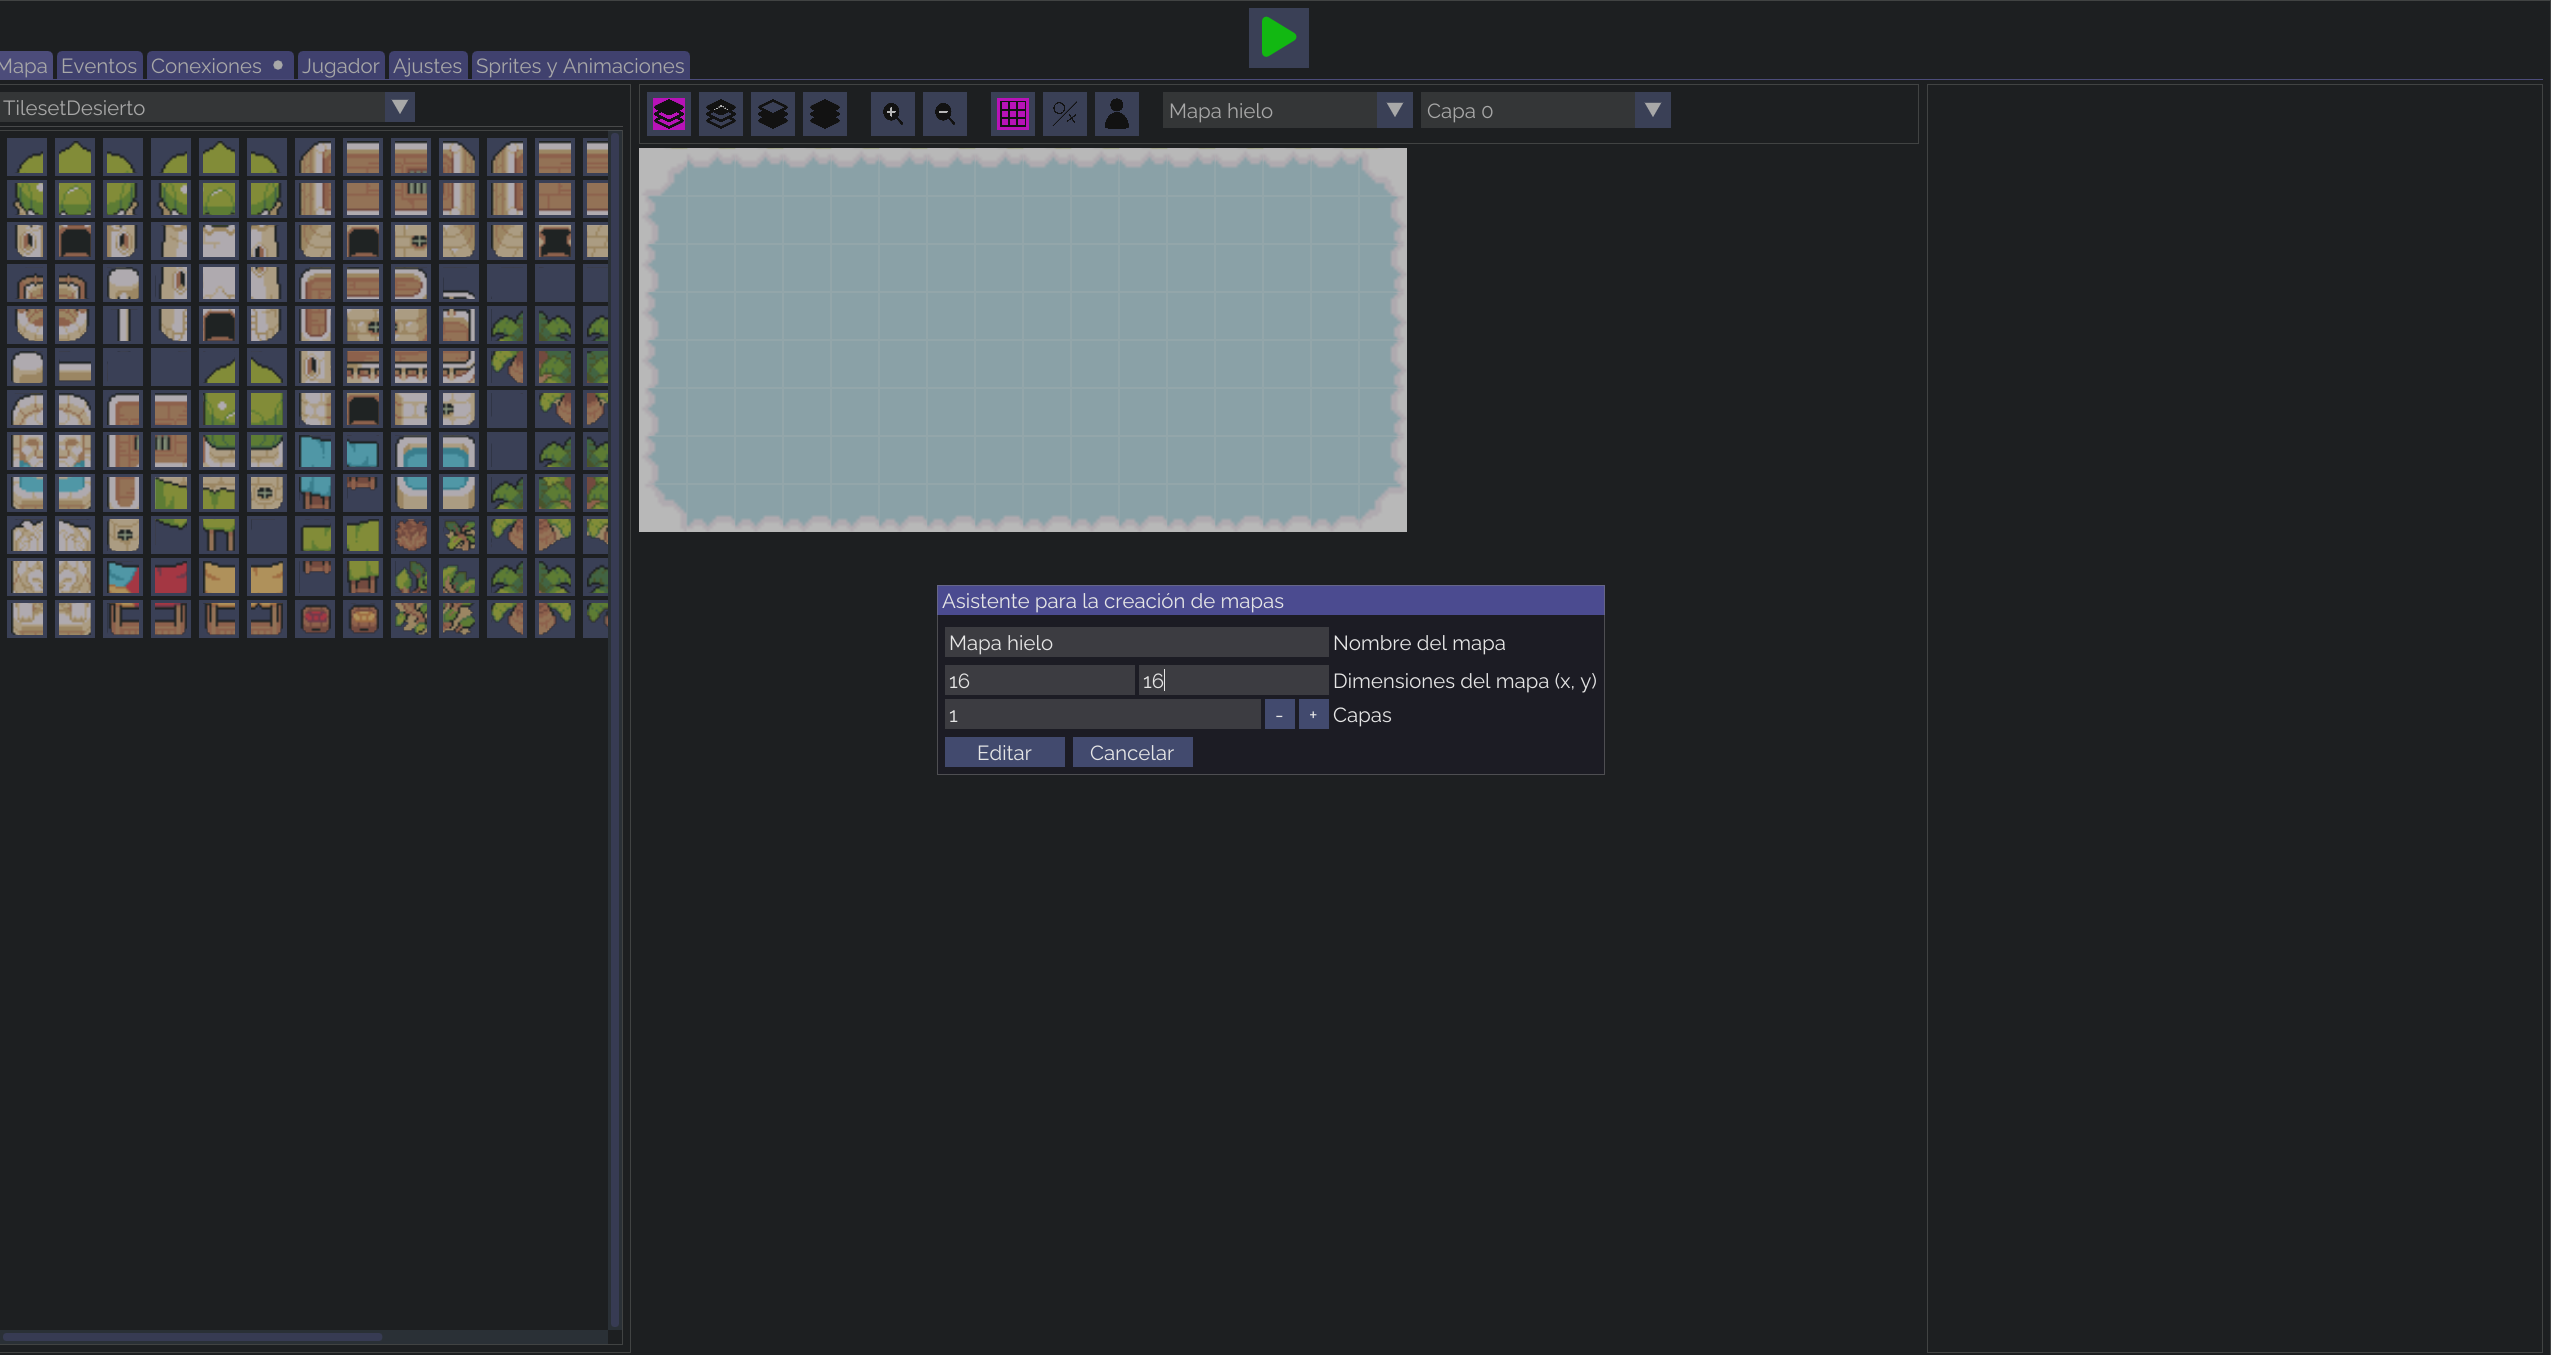 Mapa Eventos Conexiones Jugador Ajustes Sprites y Animaciones
TilesetDesierto
Mapa hielo Capa 0
Asistente para la creación de mapas
Mapa hielo Nombre del mapa
16 16 Dimensiones del mapa (x, y)
1 - + Capas
Editar Cancelar